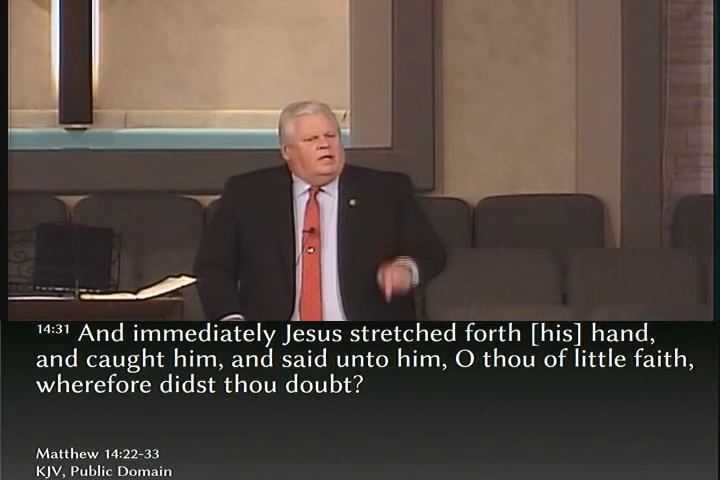 14:31 And immediately Jesus stretched forth [his] hand,
and caught him, and said unto him, O thou of little faith,
wherefore didst thou doubt?
Matthew 14:22-33
KJV, Public Domain